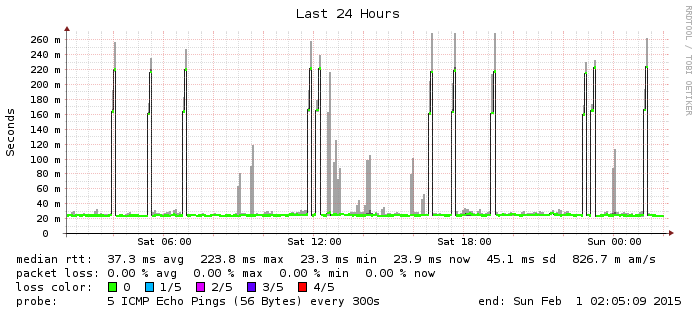 Last 24 Hours
RRDTOOL / TOBI OETIKER
Seconds
260 m
240 m
220 m
200 m
180 m
160 m
140 m
120 m
100 m
80 m
60 m
40 m
20 m
0
Sat 06:00 Sat 12:00 Sat 18:00 Sun 00:00
median rtt: 37.3 ms avg 223.8 ms max 23.3 ms min 23.9 ms now 45.1 ms sd 826.7 m am/s
packet loss: 0.00 % avg 0.00 % max 0.00 % min 0.00 % now
loss color: 0 1/5 2/5 3/5 4/5
probe: 5 ICMP Echo Pings (56 Bytes) every 300s end: Sun Feb 1 02:05:09 2015